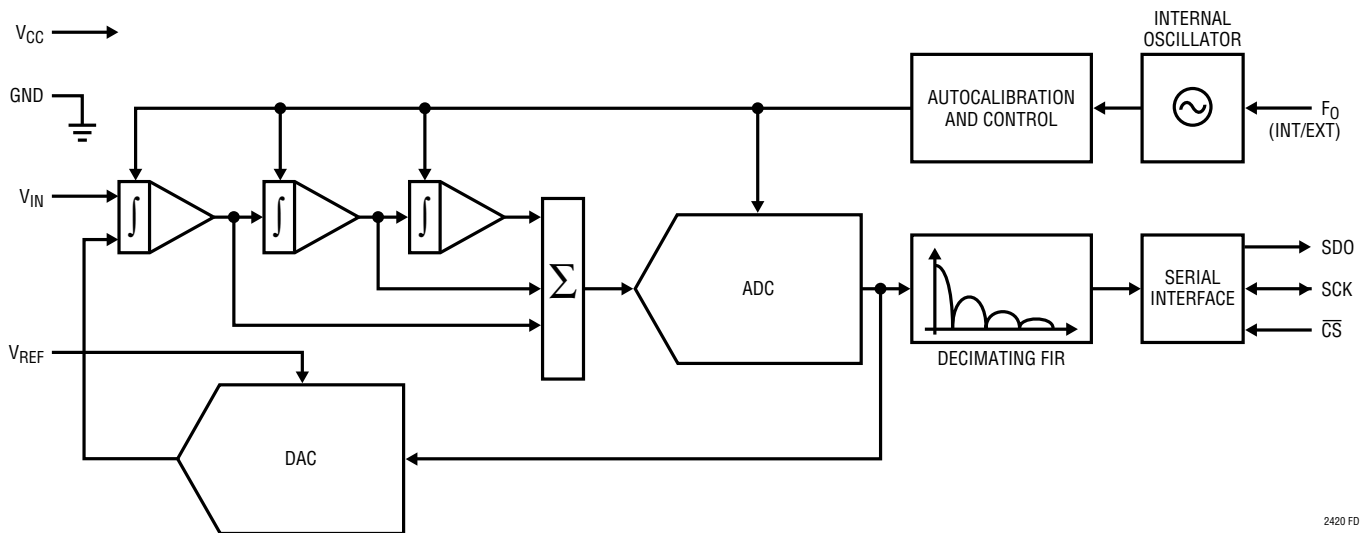 V_CC
GND
V_IN
V_REF
∫
∫
∫
Σ
ADC
DAC
AUTOCALIBRATION
AND CONTROL
INTERNAL
OSCILLATOR
F_O
(INT/EXT)
DECIMATING FIR
SERIAL
INTERFACE
SDO
SCK
C̅S̅
2420 FD